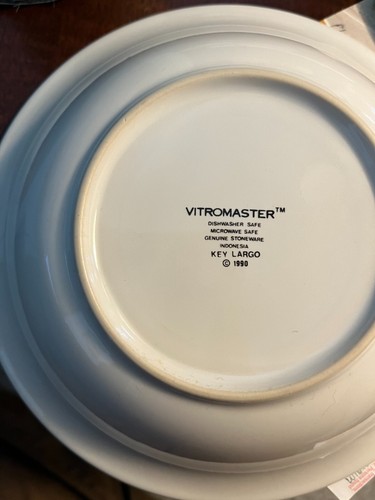 VITROMASTER™
DISHWASHER SAFE
MICROWAVE SAFE
GENUINE STONEWARE
INDONESIA
KEY LARGO
© 1990